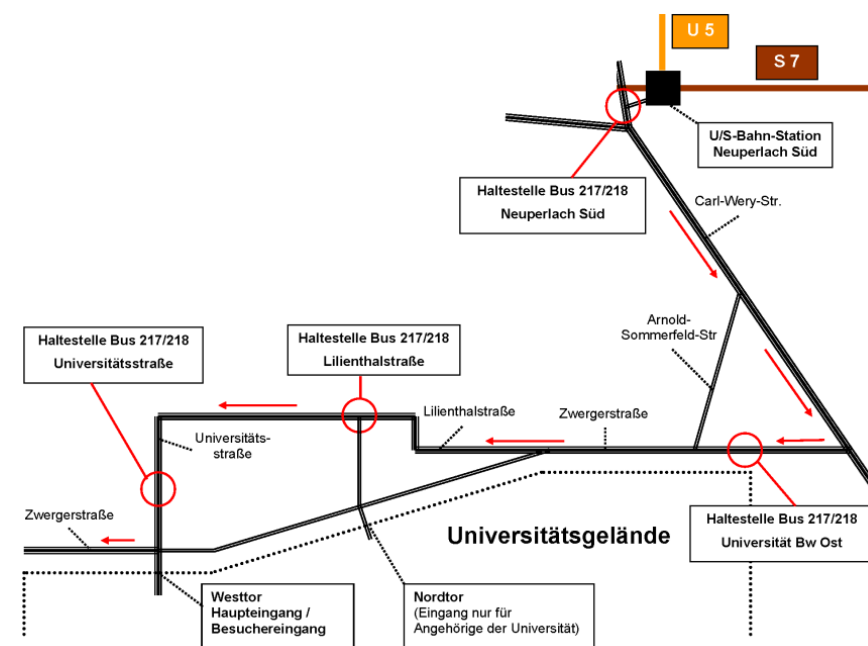 U 5
S 7
U/S-Bahn-Station
Neuperlach Süd
Haltestelle Bus 217/218
Neuperlach Süd
Carl-Wery-Str.
Arnold-
Sommerfeld-Str
Haltestelle Bus 217/218
Universitätsstraße
Haltestelle Bus 217/218
Lilienthalstraße
Lilienthalstraße
Zwergerstraße
Universitäts-
straße
Zwergerstraße
Universitätsgelände
Haltestelle Bus 217/218
Universität Bw Ost
Westtor
Haupteingang /
Besuchereingang
Nordtor
(Eingang nur für
Angehörige der Universität)